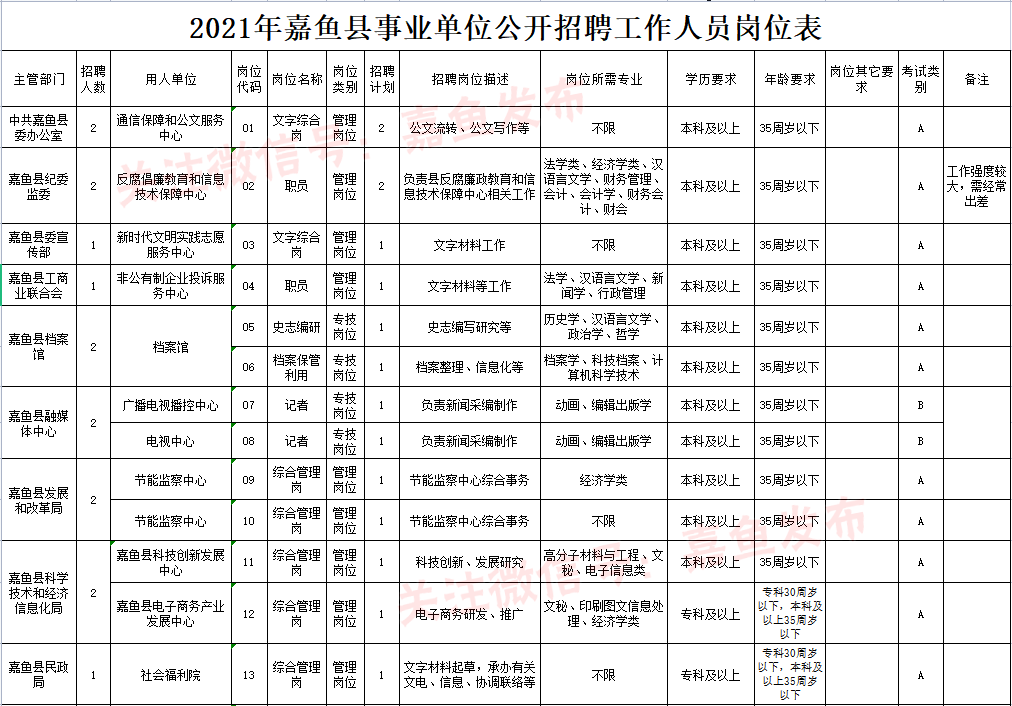 2021年嘉鱼县事业单位公开招聘工作人员岗位表
主管部门 招聘人数 用人单位 岗位代码 岗位名称 岗位类别 招聘计划 招聘岗位描述 岗位所需专业 学历要求 年龄要求 岗位其它要求 考试类别 备注
中共嘉鱼县委办公室 2 通信保障和公文服务中心 01 文字综合岗 管理岗位 2 公文流转、公文写作等 不限 本科及以上 35周岁以下 A
嘉鱼县纪委监委 2 反腐倡廉教育和信息技术保障中心 02 职员 管理岗位 2 负责县反腐廉政教育和信息技术保障中心相关工作 法学类、经济学类、汉语言文学、财务管理、会计、会计学、财务会计、财会 本科及以上 35周岁以下 A 工作强度较大，需经常出差
嘉鱼县委宣传部 1 新时代文明实践志愿服务中心 03 文字综合岗 管理岗位 1 文字材料工作 不限 本科及以上 35周岁以下 A
嘉鱼县工商业联合会 1 非公有制企业投诉服务中心 04 职员 管理岗位 1 文字材料等工作 法学、汉语言文学、新闻学、行政管理 本科及以上 35周岁以下 A
嘉鱼县档案馆 2 档案馆 05 史志编研 专技岗位 1 史志编写研究等 历史学、汉语言文学、政治学、哲学 本科及以上 35周岁以下 A
06 档案保管利用 专技岗位 1 档案整理、信息化等 档案学、科技档案、计算机科学技术 本科及以上 35周岁以下 A
嘉鱼县融媒体中心 2 广播电视播控中心 07 记者 专技岗位 1 负责新闻采编制作 动画、编辑出版学 本科及以上 35周岁以下 B
电视中心 08 记者 专技岗位 1 负责新闻采编制作 动画、编辑出版学 本科及以上 35周岁以下 B
嘉鱼县发展和改革局 2 节能监察中心 09 综合管理岗 管理岗位 1 节能监察中心综合事务 经济学类 本科及以上 35周岁以下 A
节能监察中心 10 综合管理岗 管理岗位 1 节能监察中心综合事务 不限 本科及以上 35周岁以下 A
嘉鱼县科学技术和经济信息化局 2 嘉鱼县科技创新发展中心 11 综合管理岗 管理岗位 1 科技创新、发展研究 高分子材料与工程、文秘、电子信息类 本科及以上 35周岁以下 A
嘉鱼县电子商务产业发展中心 12 综合管理岗 管理岗位 1 电子商务研发、推广 文秘、印刷图文信息处理、经济学类 专科及以上 专科30周岁以下，本科及以上35周岁以下 A
嘉鱼县民政局 1 社会福利院 13 综合管理岗 管理岗位 1 文字材料起草，承办有关文电、信息、协调联络等 不限 专科及以上 专科30周岁以下，本科及以上35周岁以下 A
关注微信号：嘉鱼发布
关注微信号：嘉鱼发布